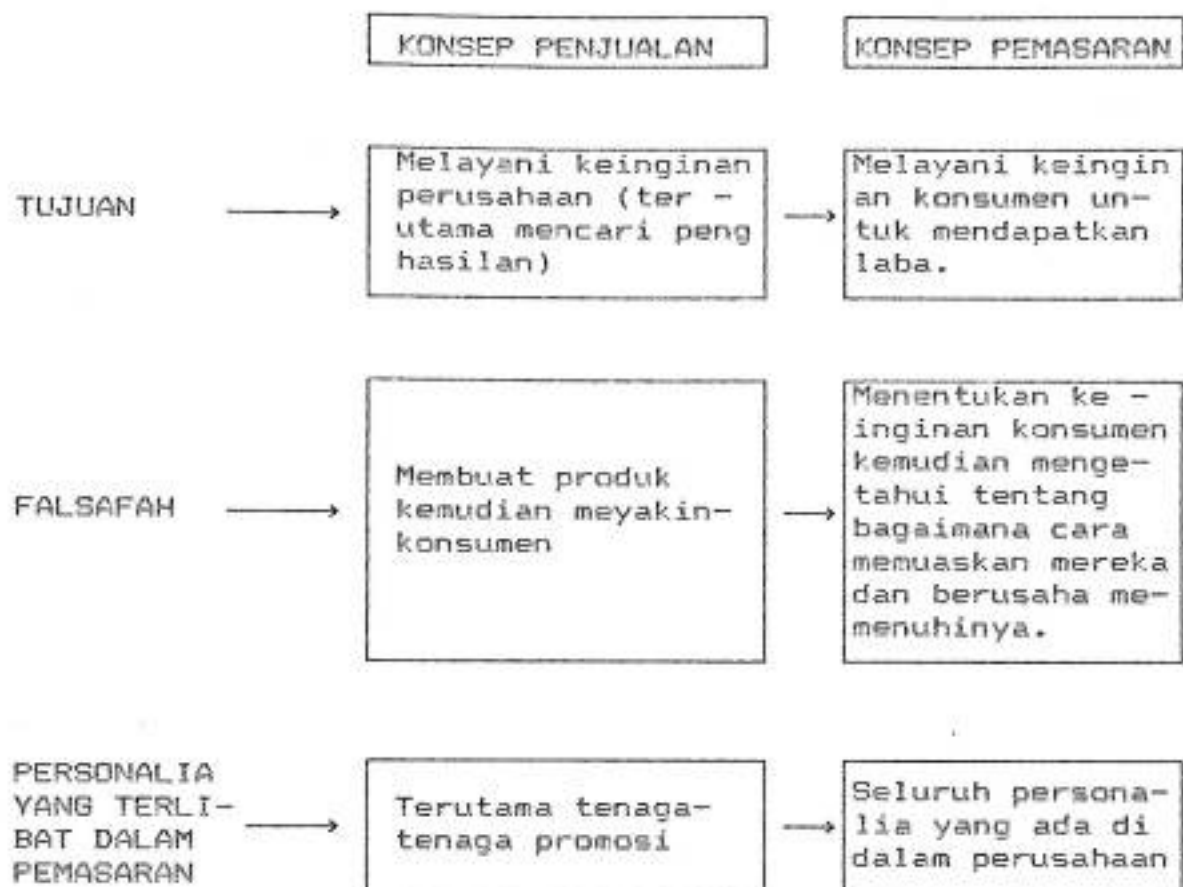 KONSEP PENJUALAN
KONSEP PEMASARAN
TUJUAN
Melayani keinginan
perusahaan (ter -
utama mencari peng
hasilan)
Melayani keingin
an konsumen un-
tuk mendapatkan
laba.
FALSAFAH
Membuat produk
kemudian meyakin-
konsumen
Menentukan ke -
inginan konsumen
kemudian menge-
tahui tentang
bagaimana cara
memuaskan mereka
dan berusaha me-
menuhinya.
PERSONALIA
YANG TERLI-
BAT DALAM
PEMASARAN
Terutama tenaga-
tenaga promosi
Seluruh persona-
lia yang ada di
dalam perusahaan